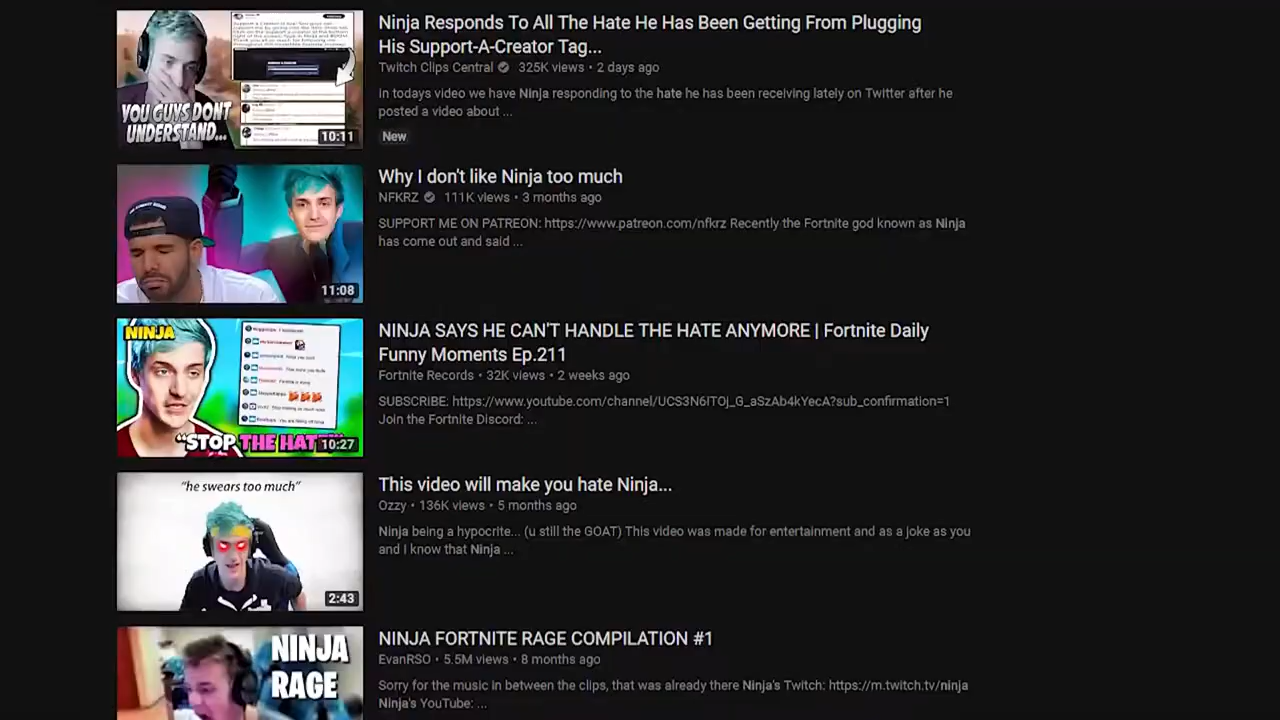 Ninja Responds To All The Hate He Has Been Getting From Plugging
His Support-A-Creator Tag...
Twitch Clips Central 325K views • 2 days ago
In todays video we have Ninja responding to the hate he has been receiving lately on Twitter after he
posted a video about ...
New
YOU GUYS DONT
UNDERSTAND...
10:11
Why I don't like Ninja too much
NFKRZ 111K views • 3 months ago
SUPPORT ME ON PATREON: https://www.patreon.com/nfkrz Recently the Fortnite god known as Ninja
has come out and said ...
11:08
NINJA SAYS HE CAN'T HANDLE THE HATE ANYMORE | Fortnite Daily
Funny Moments Ep.211
Fortnite Records • 32K views • 2 weeks ago
SUBSCRIBE: https://www.youtube.com/channel/UCS3N6ITOj_G_aSzAb4kYecA?sub_confirmation=1
Join the Fortnite Discord: ...
NINJA
"STOP THE HATE"
10:27
This video will make you hate Ninja...
Ozzy • 136K views • 5 months ago
Ninja being a hypocrite... (u still the GOAT) This video was made for entertainment and as a joke as you
and I know that Ninja ...
"he swears too much"
2:43
NINJA FORTNITE RAGE COMPILATION #1
EvanRSO • 5.5M views • 8 months ago
Sorry for the music in between the clips, that was already there Ninja's Twitch: https://m.twitch.tv/ninja
Ninja's YouTube: ...
NINJA
RAGE